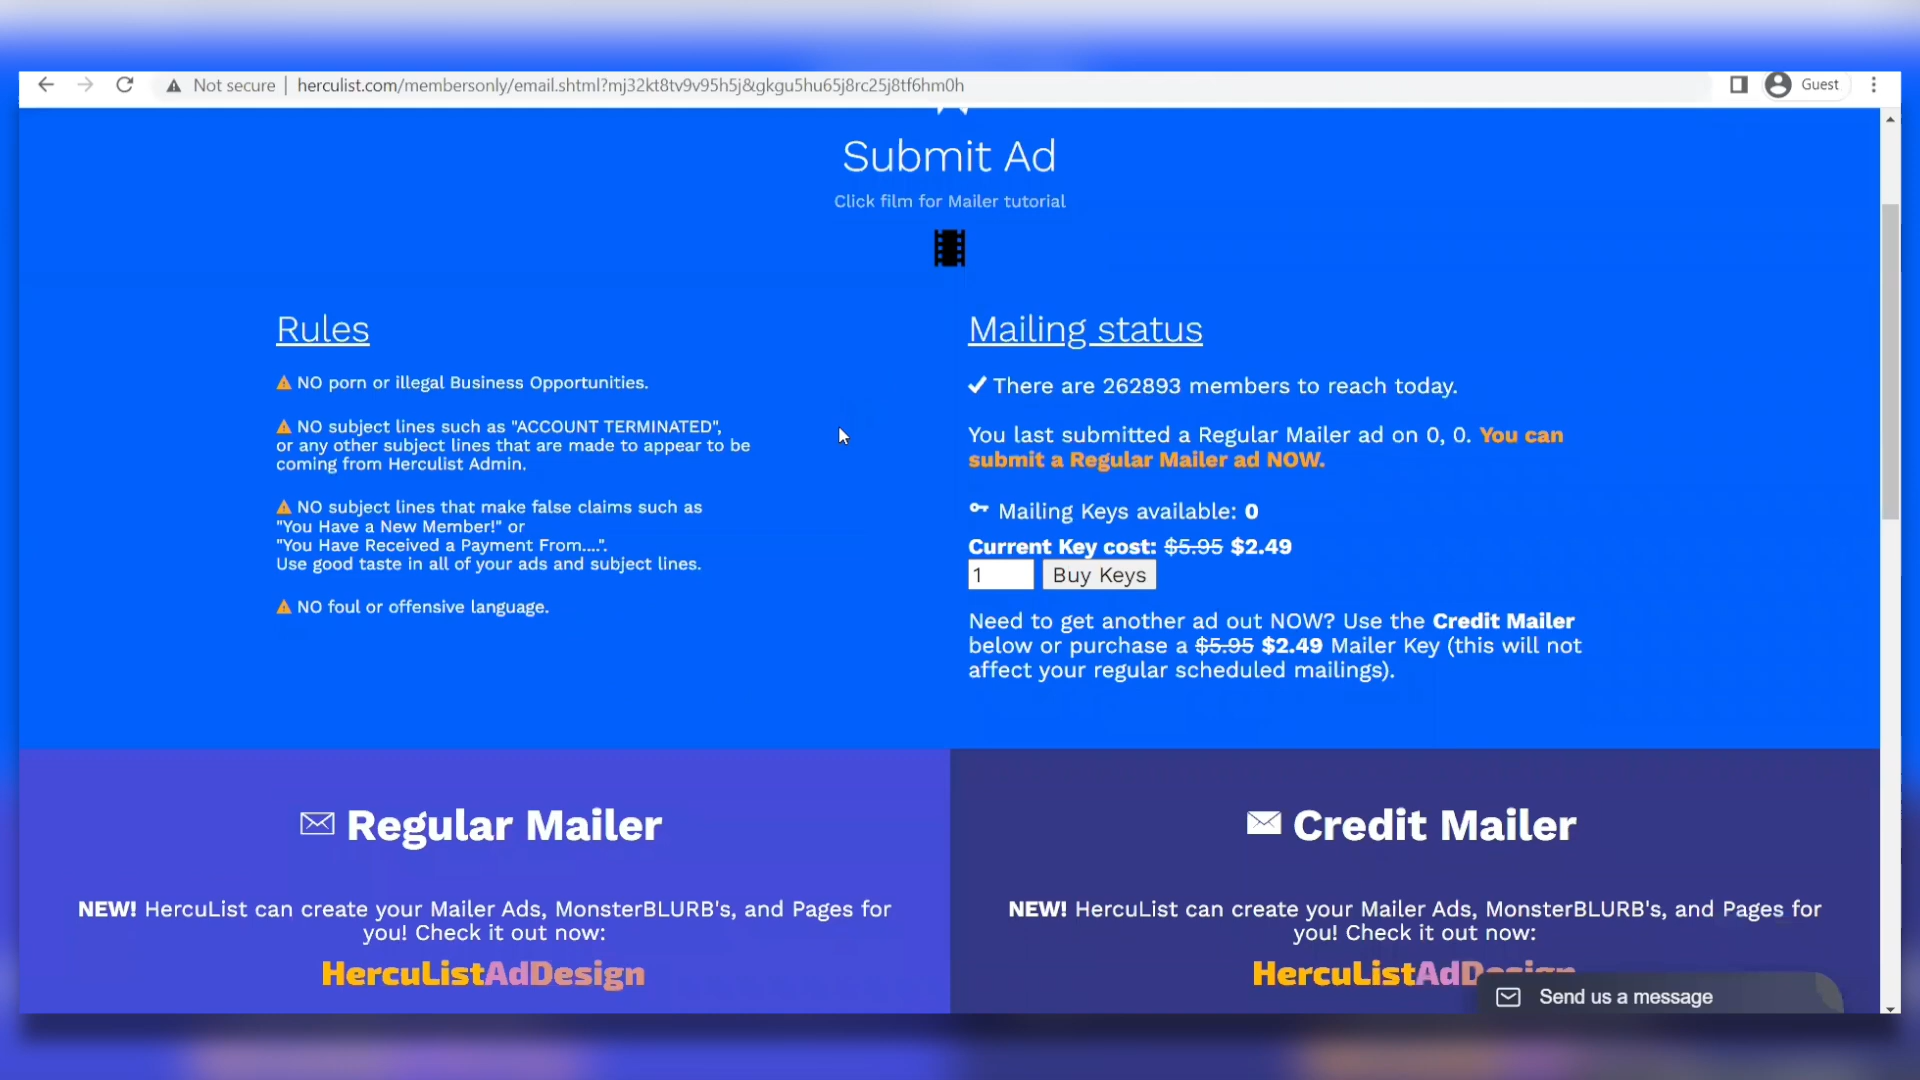 Not secure
herculist.com/membersonly/email.shtml?mj32kt8tv9v95h5j&gkgu5hu65j8rc25j8tf6hm0h
Guest
Submit Ad
Click film for Mailer tutorial
Rules
NO porn or illegal Business Opportunities.
NO subject lines such as "ACCOUNT TERMINATED",
or any other subject lines that are made to appear to be
coming from Herculist Admin.
NO subject lines that make false claims such as
"You Have a New Member!" or
"You Have Received a Payment From....".
Use good taste in all of your ads and subject lines.
NO foul or offensive language.
Mailing status
There are 262893 members to reach today.
You last submitted a Regular Mailer ad on 0, 0. You can
submit a Regular Mailer ad NOW.
Mailing Keys available: 0
Current Key cost: $5.95 $2.49
1 Buy Keys
Need to get another ad out NOW? Use the Credit Mailer
below or purchase a $5.95 $2.49 Mailer Key (this will not
affect your regular scheduled mailings).
Regular Mailer
NEW! HercuList can create your Mailer Ads, MonsterBLURB's, and Pages for
you! Check it out now:
HercuListAdDesign
Credit Mailer
NEW! HercuList can create your Mailer Ads, MonsterBLURB's, and Pages for
you! Check it out now:
HercuListAdDesign
Send us a message